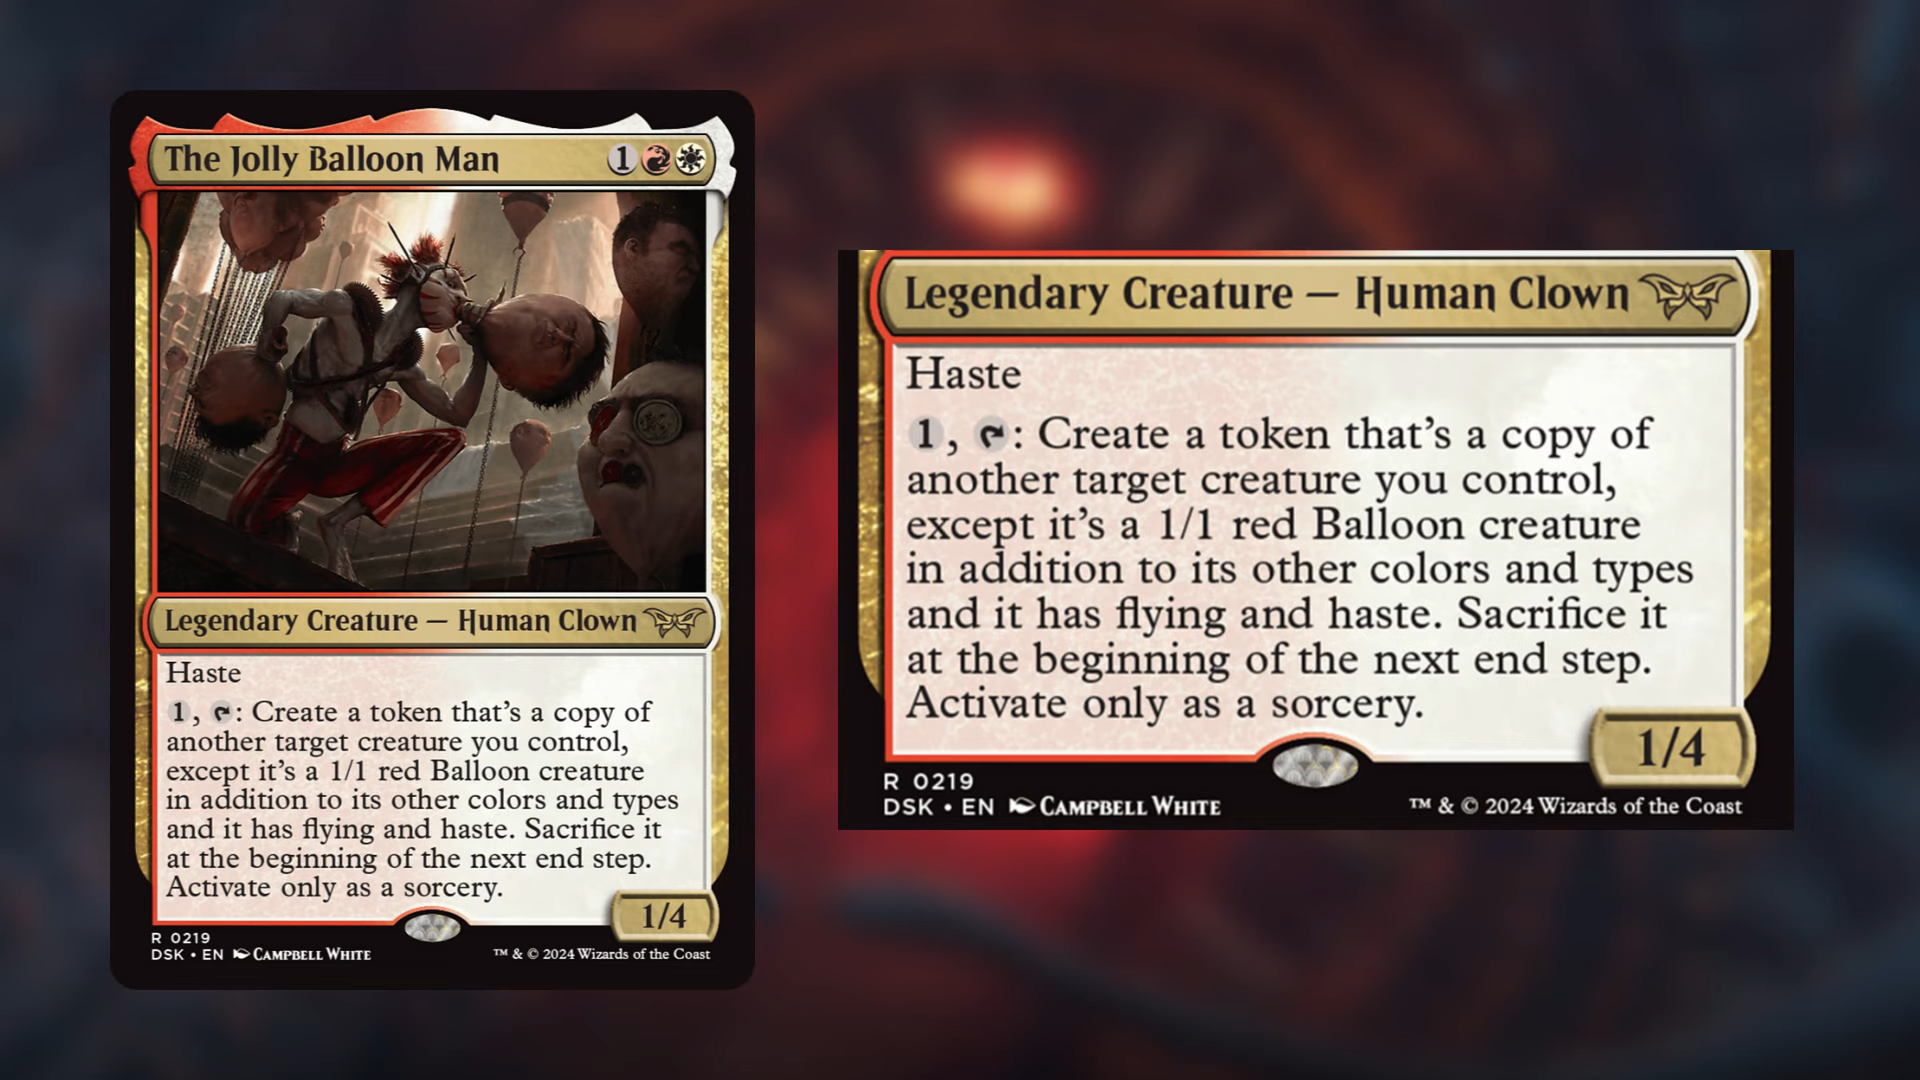 The Jolly Balloon Man 1
Legendary Creature — Human Clown
Haste
1, : Create a token that's a copy of
another target creature you control,
except it's a 1/1 red Balloon creature
in addition to its other colors and types
and it has flying and haste. Sacrifice it
at the beginning of the next end step.
Activate only as a sorcery.
1/4
R 0219
DSK • EN CAMPBELL WHITE
™ & © 2024 Wizards of the Coast
Legendary Creature — Human Clown
Haste
1, : Create a token that's a copy of
another target creature you control,
except it's a 1/1 red Balloon creature
in addition to its other colors and types
and it has flying and haste. Sacrifice it
at the beginning of the next end step.
Activate only as a sorcery.
1/4
R 0219
DSK • EN CAMPBELL WHITE
™ & © 2024 Wizards of the Coast